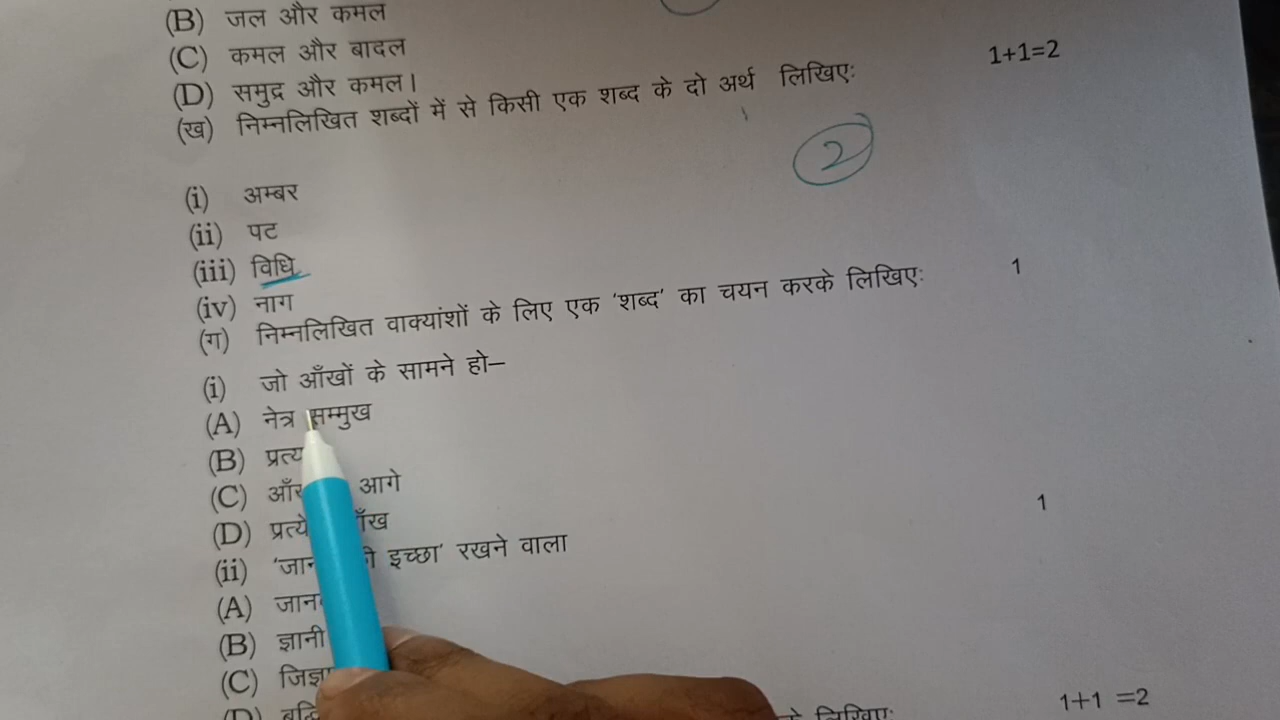 (B) जल और कमल
(C) कमल और बादल
(D) समुद्र और कमल।
1+1=2
(ख) निम्नलिखित शब्दों में से किसी एक शब्द के दो अर्थ लिखिएः
2
(i) अम्बर
(ii) पट
(iii) विधि
(iv) नाग
(ग) निम्नलिखित वाक्यांशों के लिए एक 'शब्द' का चयन करके लिखिएः 1
(i) जो आँखों के सामने हो–
(A) नेत्र सम्मुख
(B)
(C) आगे
(D)
1
(ii) इच्छा' रखने वाला
(A)
(B) ज्ञानी
(C)
(D)
लिखिएः 1+1 =2